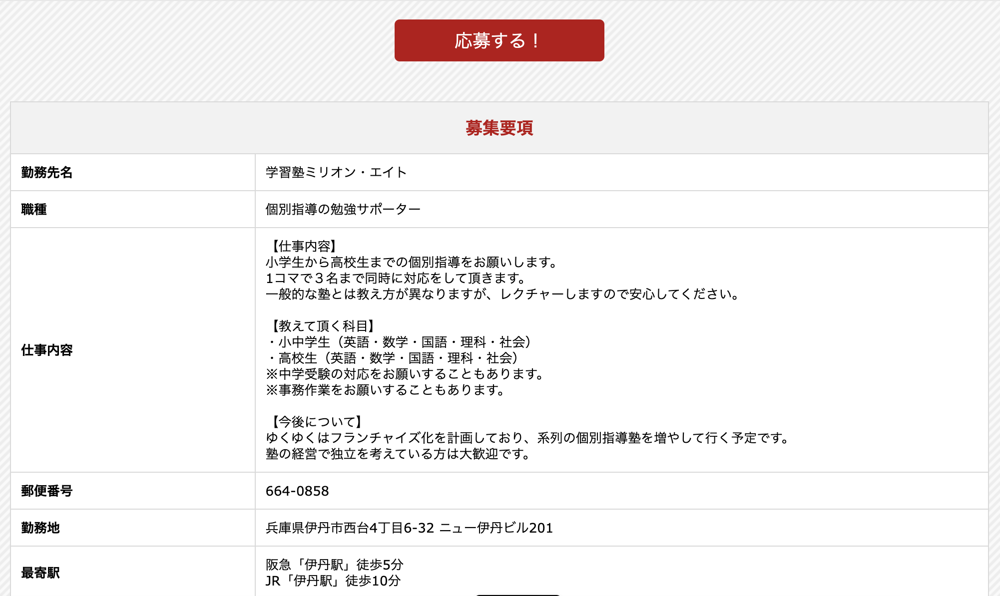 応募する！
募集要項
勤務先名
学習塾ミリオン・エイト
職種
個別指導の勉強サポーター
仕事内容
【仕事内容】
小学生から高校生までの個別指導をお願いします。
1コマで３名まで同時に対応をして頂きます。
一般的な塾とは教え方が異なりますが、レクチャーしますので安心してください。
【教えて頂く科目】
・小中学生（英語・数学・国語・理科・社会）
・高校生（英語・数学・国語・理科・社会）
※中学受験の対応をお願いすることもあります。
※事務作業をお願いすることもあります。
【今後について】
ゆくゆくはフランチャイズ化を計画しており、系列の個別指導塾を増やして行く予定です。
塾の経営で独立を考えている方は大歓迎です。
郵便番号
664-0858
勤務地
兵庫県伊丹市西台4丁目6-32 ニュー伊丹ビル201
最寄駅
阪急「伊丹駅」徒歩5分
JR「伊丹駅」徒歩10分